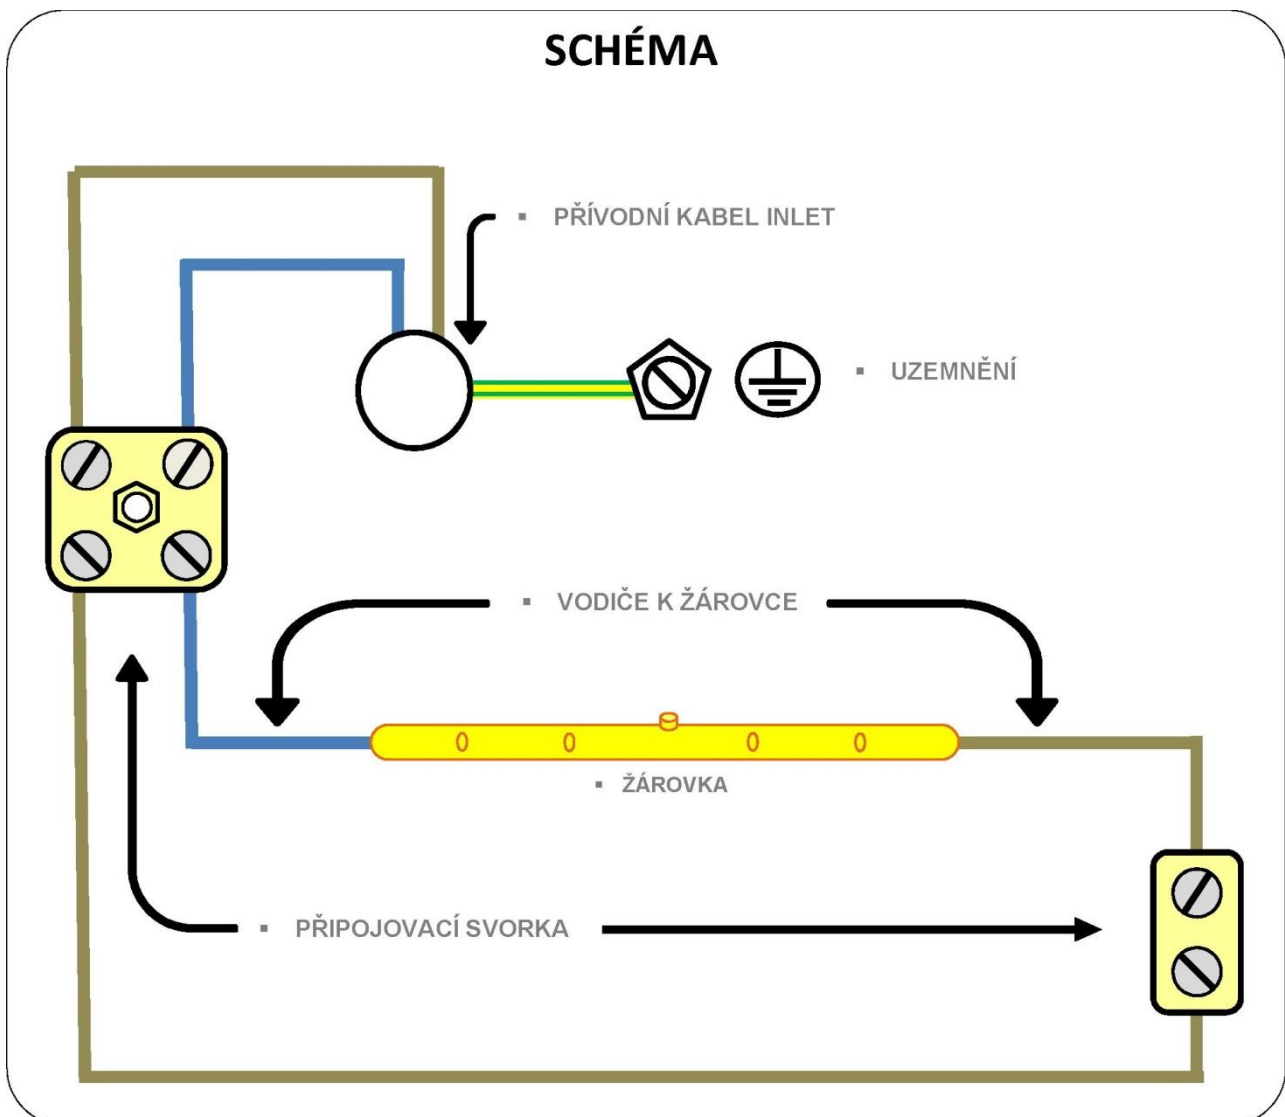 SCHÉMA
▪ PŘÍVODNÍ KABEL INLET
▪ UZEMNĚNÍ
▪ VODIČE K ŽÁROVCE
▪ ŽÁROVKA
▪ PŘIPOJOVACÍ SVORKA